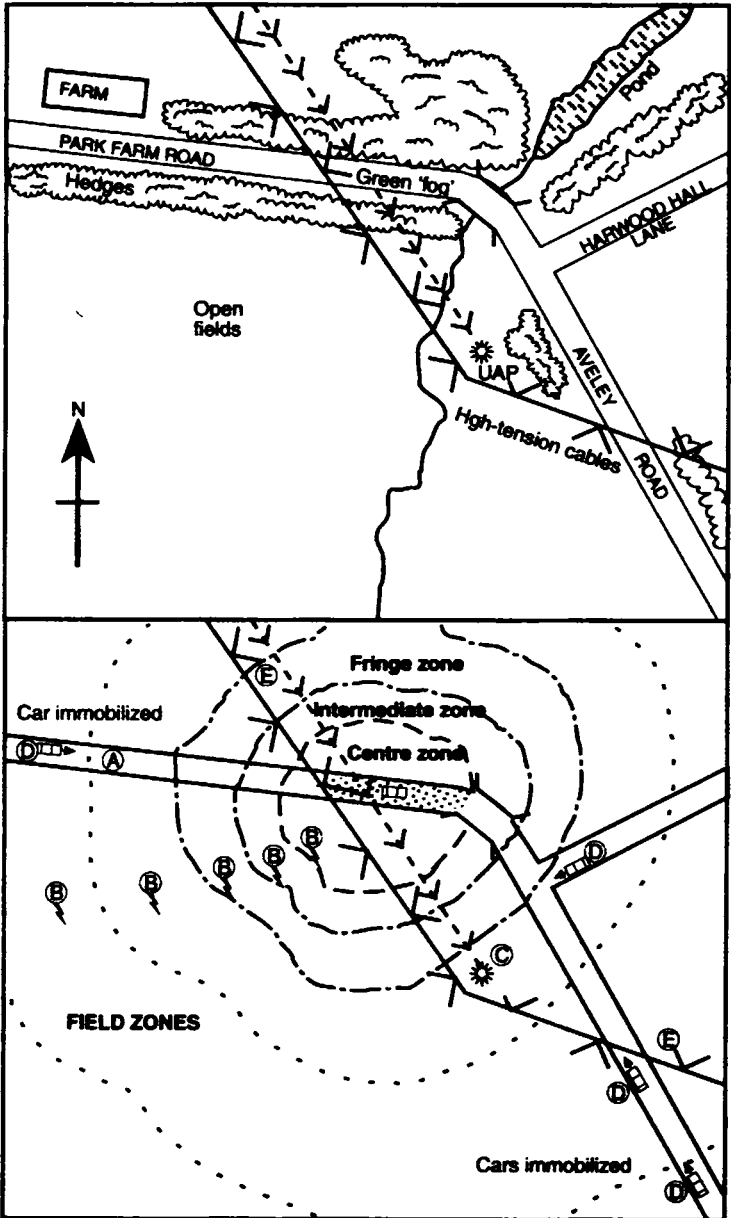 FARM
Pond
PARK FARM ROAD
Green 'fog'
Hedges
HARWOOD HALL
LANE
Open
fields
AVELEY
ROAD
UAP
N
Hgh-tension cables
Fringe zone
E
Car immobilized
Intermediate zone
Centre zone
D
A
B
B
B
B
B
D
C
FIELD ZONES
E
D
Cars immobilized
D